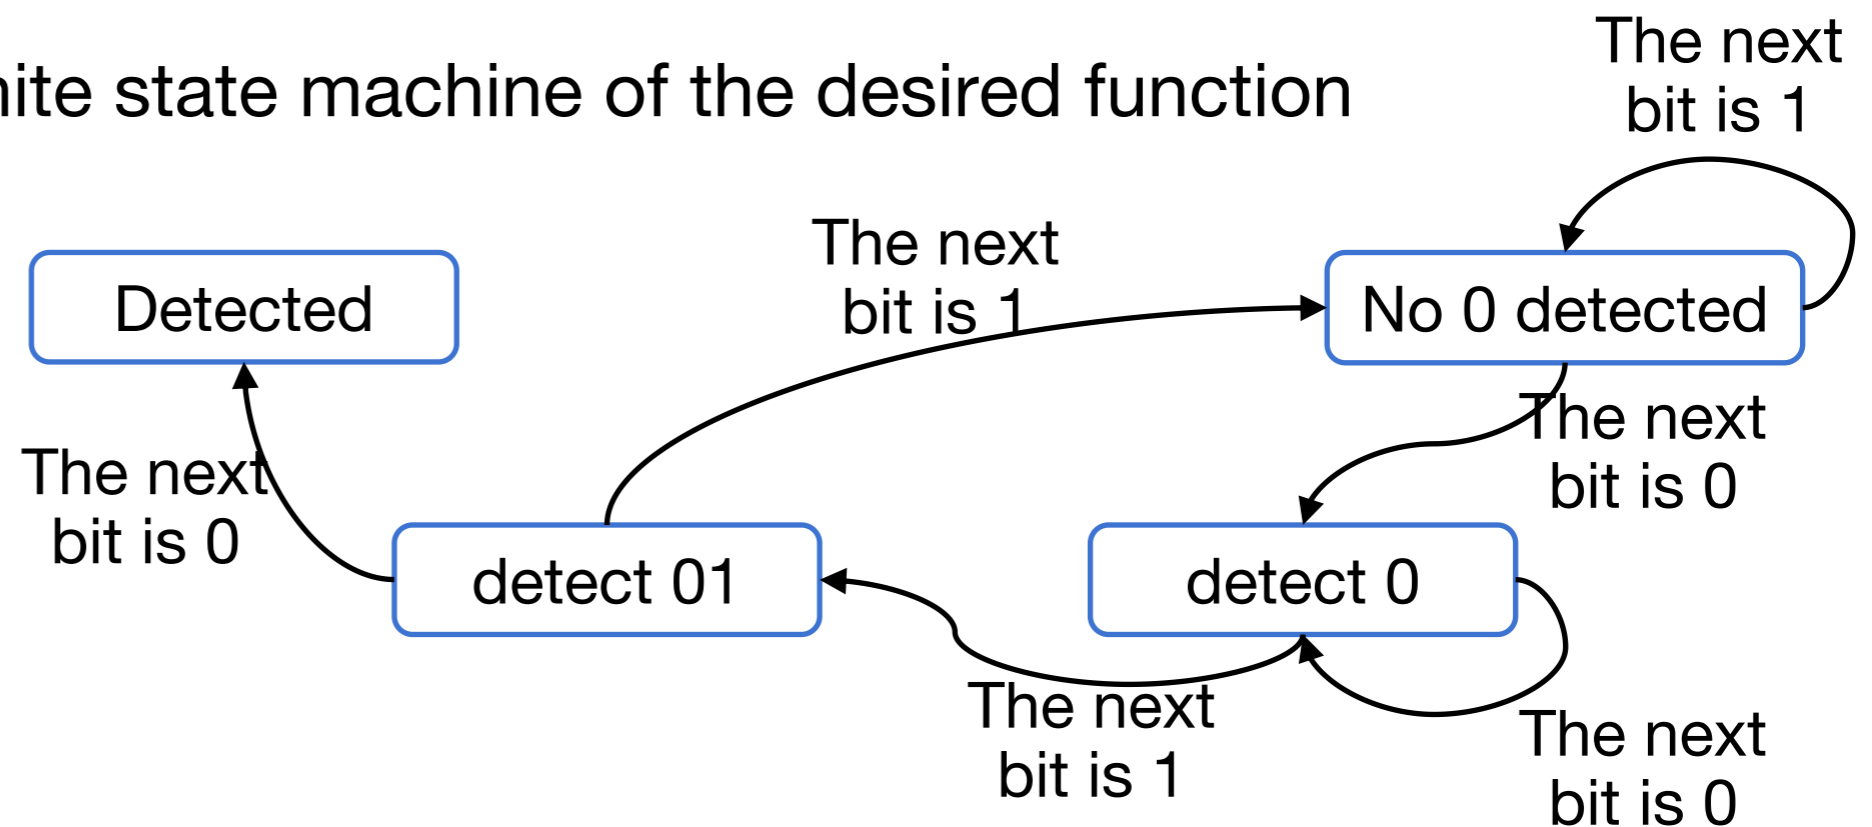 nite state machine of the desired function
The next
bit is 1
The next
bit is 1
Detected
No 0 detected
The next
bit is 0
The next
bit is 0
detect 01
detect 0
The next
bit is 1
The next
bit is 0